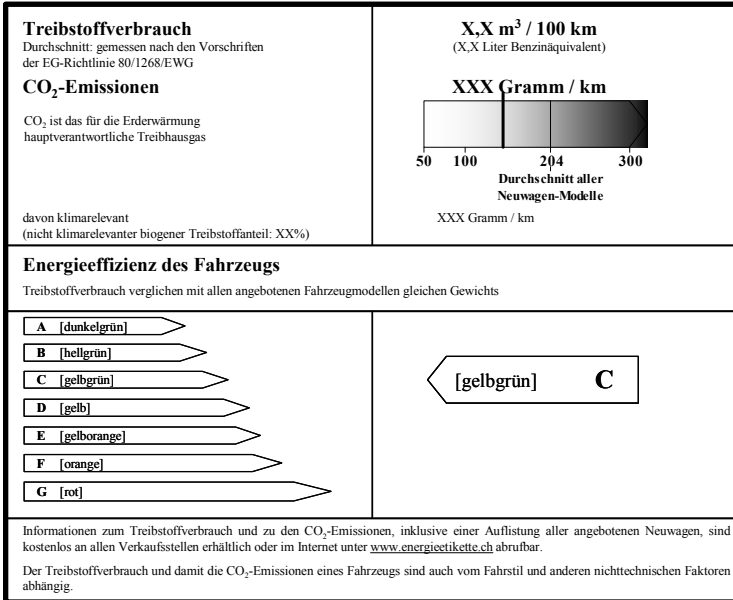 Treibstoffverbrauch
Durchschnitt: gemessen nach den Vorschriften
der EG-Richtlinie 80/1268/EWG
X,X m³ / 100 km
(X,X Liter Benzinäquivalent)
CO₂-Emissionen
CO₂ ist das für die Erderwärmung
hauptverantwortliche Treibhausgas
XXX Gramm / km
50 100 204 300
Durchschnitt aller
Neuwagen-Modelle
davon klimarelevant
(nicht klimarelevanter biogener Treibstoffanteil: XX%)
XXX Gramm / km
Energieeffizienz des Fahrzeugs
Treibstoffverbrauch verglichen mit allen angebotenen Fahrzeugmodellen gleichen Gewichts
A [dunkelgrün]
B [hellgrün]
C [gelbgrün]
D [gelb]
E [gelborange]
F [orange]
G [rot]
[gelbgrün] C
Informationen zum Treibstoffverbrauch und zu den CO₂-Emissionen, inklusive einer Auflistung aller angebotenen Neuwagen, sind
kostenlos an allen Verkaufsstellen erhältlich oder im Internet unter www.energieetikette.ch abrufbar.
Der Treibstoffverbrauch und damit die CO₂-Emissionen eines Fahrzeugs sind auch vom Fahrstil und anderen nichttechnischen Faktoren
abhängig.